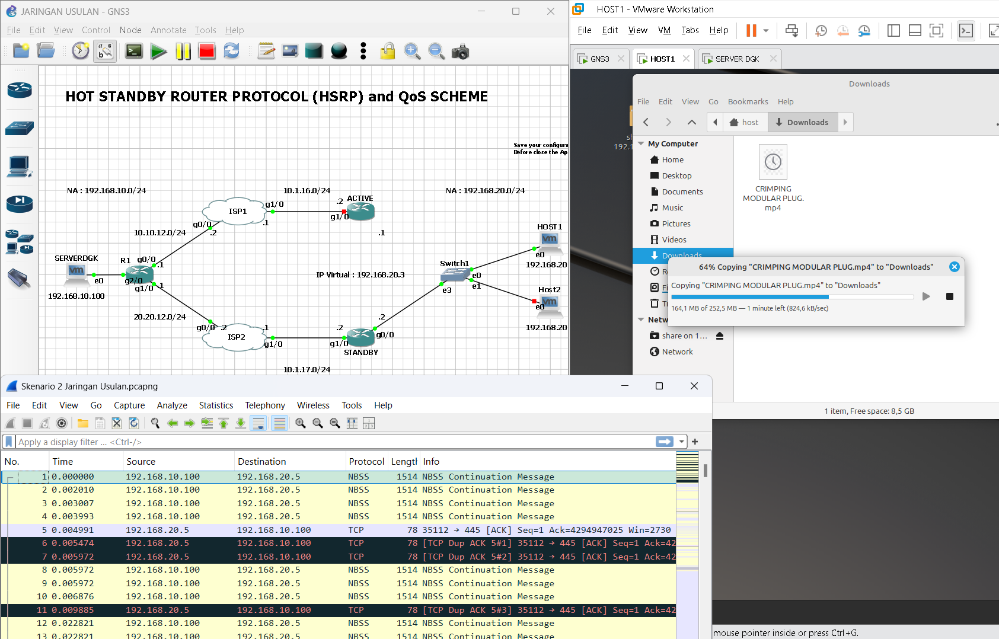 JARINGAN USULAN - GNS3
File Edit View Control Node Annotate Tools Help
HOT STANDBY ROUTER PROTOCOL (HSRP) and QoS SCHEME
Save your configura
Before close the Ap
NA : 192.168.10.0/24
10.1.16.0/24
NA : 192.168.20.0/24
ISP1
g1/0
.2
ACTIVE
g1/0
g0/0
.2
.1
.1
10.10.12.0/24
HOST1
e0
192.168.20
SERVERDGK
R1
g0/0
.1
e0
g2/0
g1/0
.1
192.168.10.100
IP Virtual : 192.168.20.3
Switch1
e0
e1
e3
Host2
e0
192.168.20
20.20.12.0/24
g0/0
.2
ISP2
.1
g1/0
.2
g1/0
.2
g0/0
STANDBY
10.1.17.0/24
HOST1 - VMware Workstation
File Edit View VM Tabs Help
GNS3
HOST1
SERVER DGK
sh
192.1
Downloads
File Edit View Go Bookmarks Help
host
Downloads
My Computer
Home
Desktop
Documents
Music
Pictures
Videos
Downloads
Netw
share on 1...
Network
CRIMPING
MODULAR PLUG.
mp4
64% Copying "CRIMPING MODULAR PLUG.mp4" to "Downloads"
Copying "CRIMPING MODULAR PLUG.mp4" to "Downloads"
164,1 MB of 252,5 MB — 1 minute left (824,6 kB/sec)
1 item, Free space: 8,5 GB
mouse pointer inside or press Ctrl+G.
Skenario 2 Jaringan Usulan.pcapng
File Edit View Go Capture Analyze Statistics Telephony Wireless Tools Help
Apply a display filter ... <Ctrl-/>
No. Time Source Destination Protocol Length Info
1 0.000000 192.168.10.100 192.168.20.5 NBSS 1514 NBSS Continuation Message
2 0.002010 192.168.10.100 192.168.20.5 NBSS 1514 NBSS Continuation Message
3 0.003007 192.168.10.100 192.168.20.5 NBSS 1514 NBSS Continuation Message
4 0.003993 192.168.10.100 192.168.20.5 NBSS 1514 NBSS Continuation Message
5 0.004991 192.168.20.5 192.168.10.100 TCP 78 35112 → 445 [ACK] Seq=1 Ack=4294947025 Win=2730
6 0.005474 192.168.20.5 192.168.10.100 TCP 78 [TCP Dup ACK 5#1] 35112 → 445 [ACK] Seq=1 Ack=42
7 0.005972 192.168.20.5 192.168.10.100 TCP 78 [TCP Dup ACK 5#2] 35112 → 445 [ACK] Seq=1 Ack=42
8 0.005972 192.168.10.100 192.168.20.5 NBSS 1514 NBSS Continuation Message
9 0.005972 192.168.10.100 192.168.20.5 NBSS 1514 NBSS Continuation Message
10 0.006876 192.168.10.100 192.168.20.5 NBSS 1514 NBSS Continuation Message
11 0.009885 192.168.20.5 192.168.10.100 TCP 78 [TCP Dup ACK 5#3] 35112 → 445 [ACK] Seq=1 Ack=42
12 0.022821 192.168.10.100 192.168.20.5 NBSS 1514 NBSS Continuation Message
13 0.022821 192.168.10.100 192.168.20.5 NBSS 1514 NBSS Continuation Message